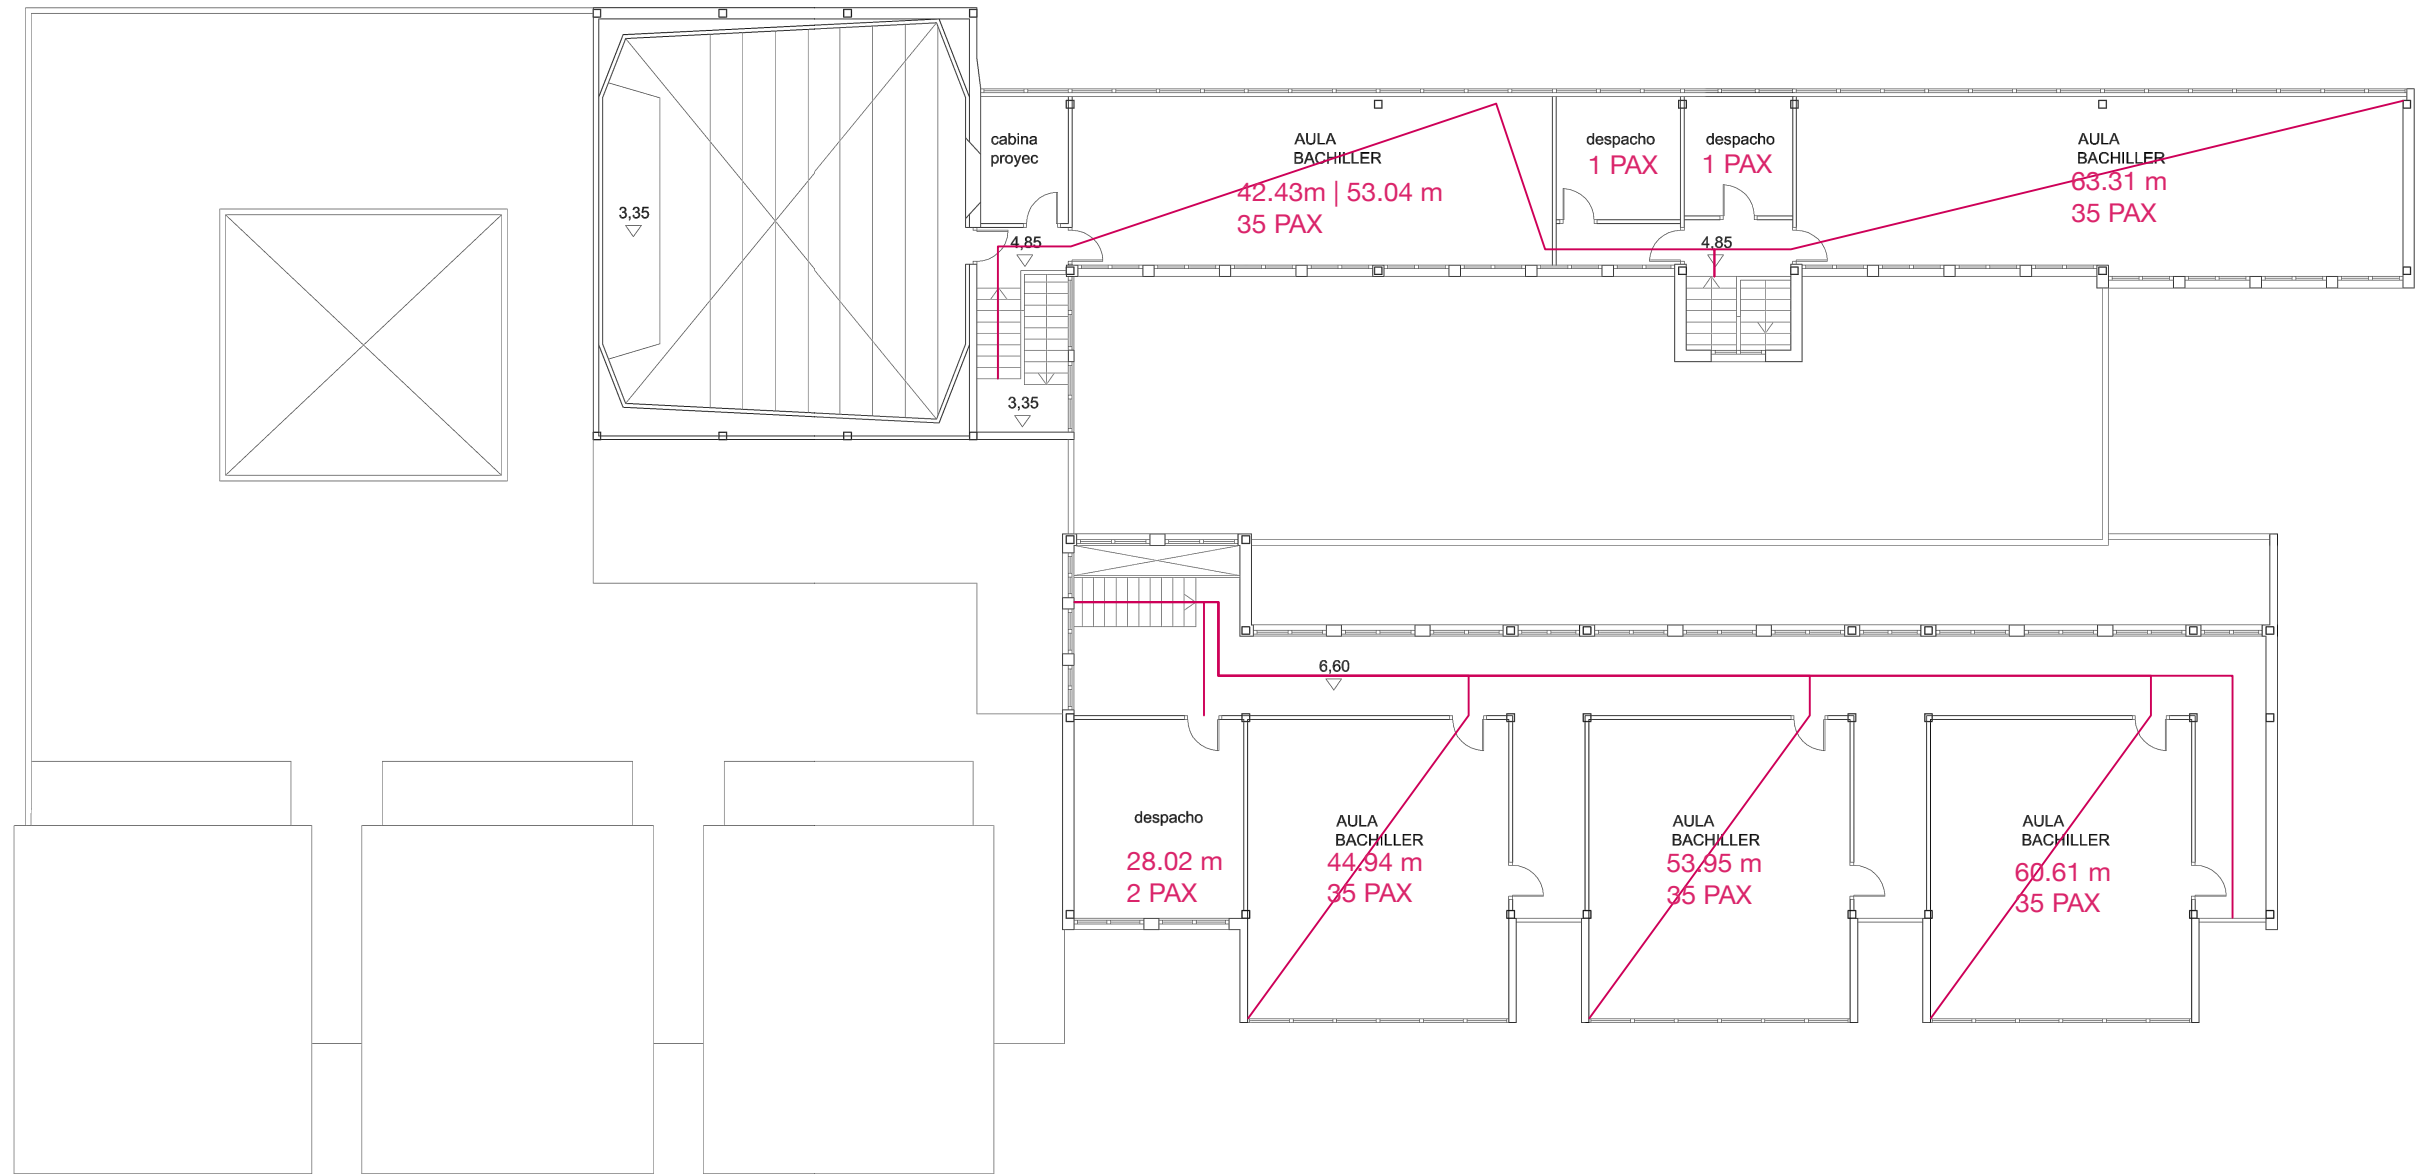 cabina
proyec
AULA
BACHILLER
42.43m | 53.04 m
35 PAX
despacho
1 PAX
despacho
1 PAX
AULA
BACHILLER
63.31 m
35 PAX
3,35
4,85
4,85
3,35
6,60
despacho
28.02 m
2 PAX
AULA
BACHILLER
44.94 m
35 PAX
AULA
BACHILLER
53.95 m
35 PAX
AULA
BACHILLER
60.61 m
35 PAX